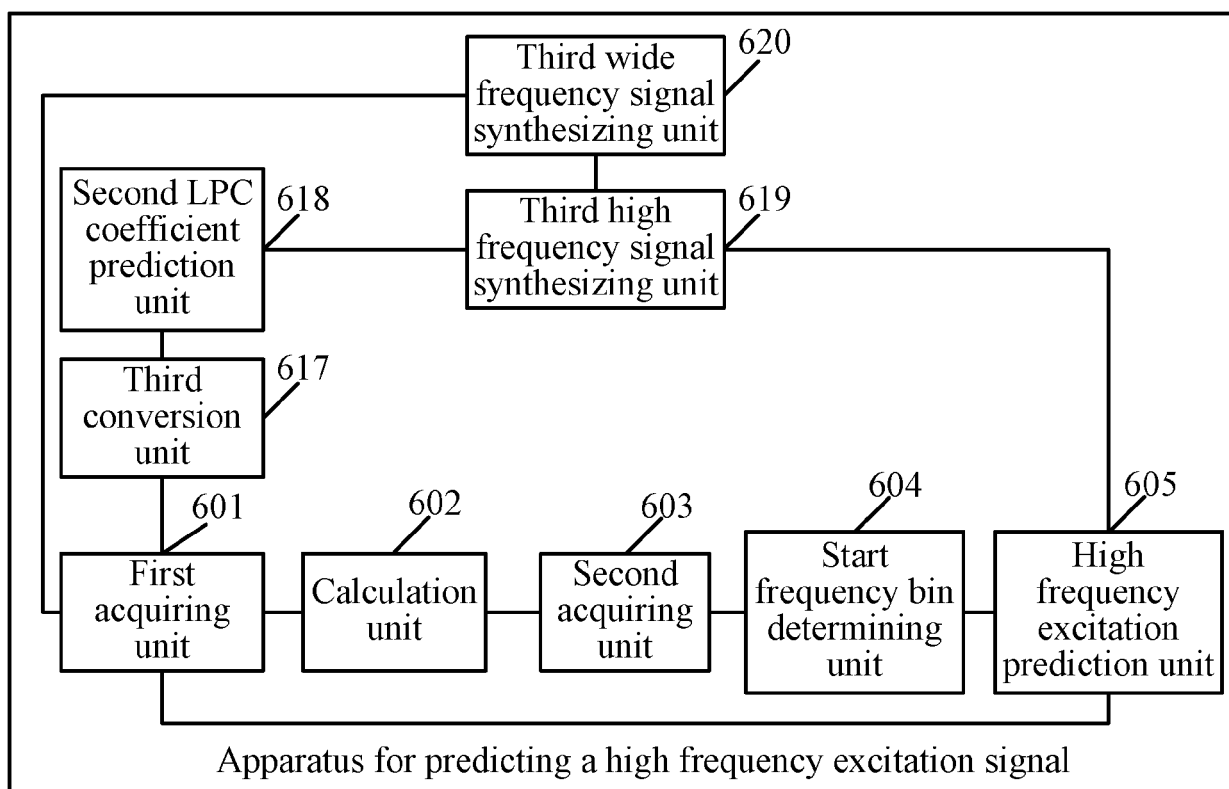 620
Third wide
frequency signal
synthesizing unit
Second LPC
coefficient
prediction
unit
618
Third high
frequency signal
synthesizing unit
619
Third
conversion
unit
617
601
First
acquiring
unit
602
Calculation
unit
603
Second
acquiring
unit
604
Start
frequency bin
determining
unit
605
High
frequency
excitation
prediction unit
Apparatus for predicting a high frequency excitation signal